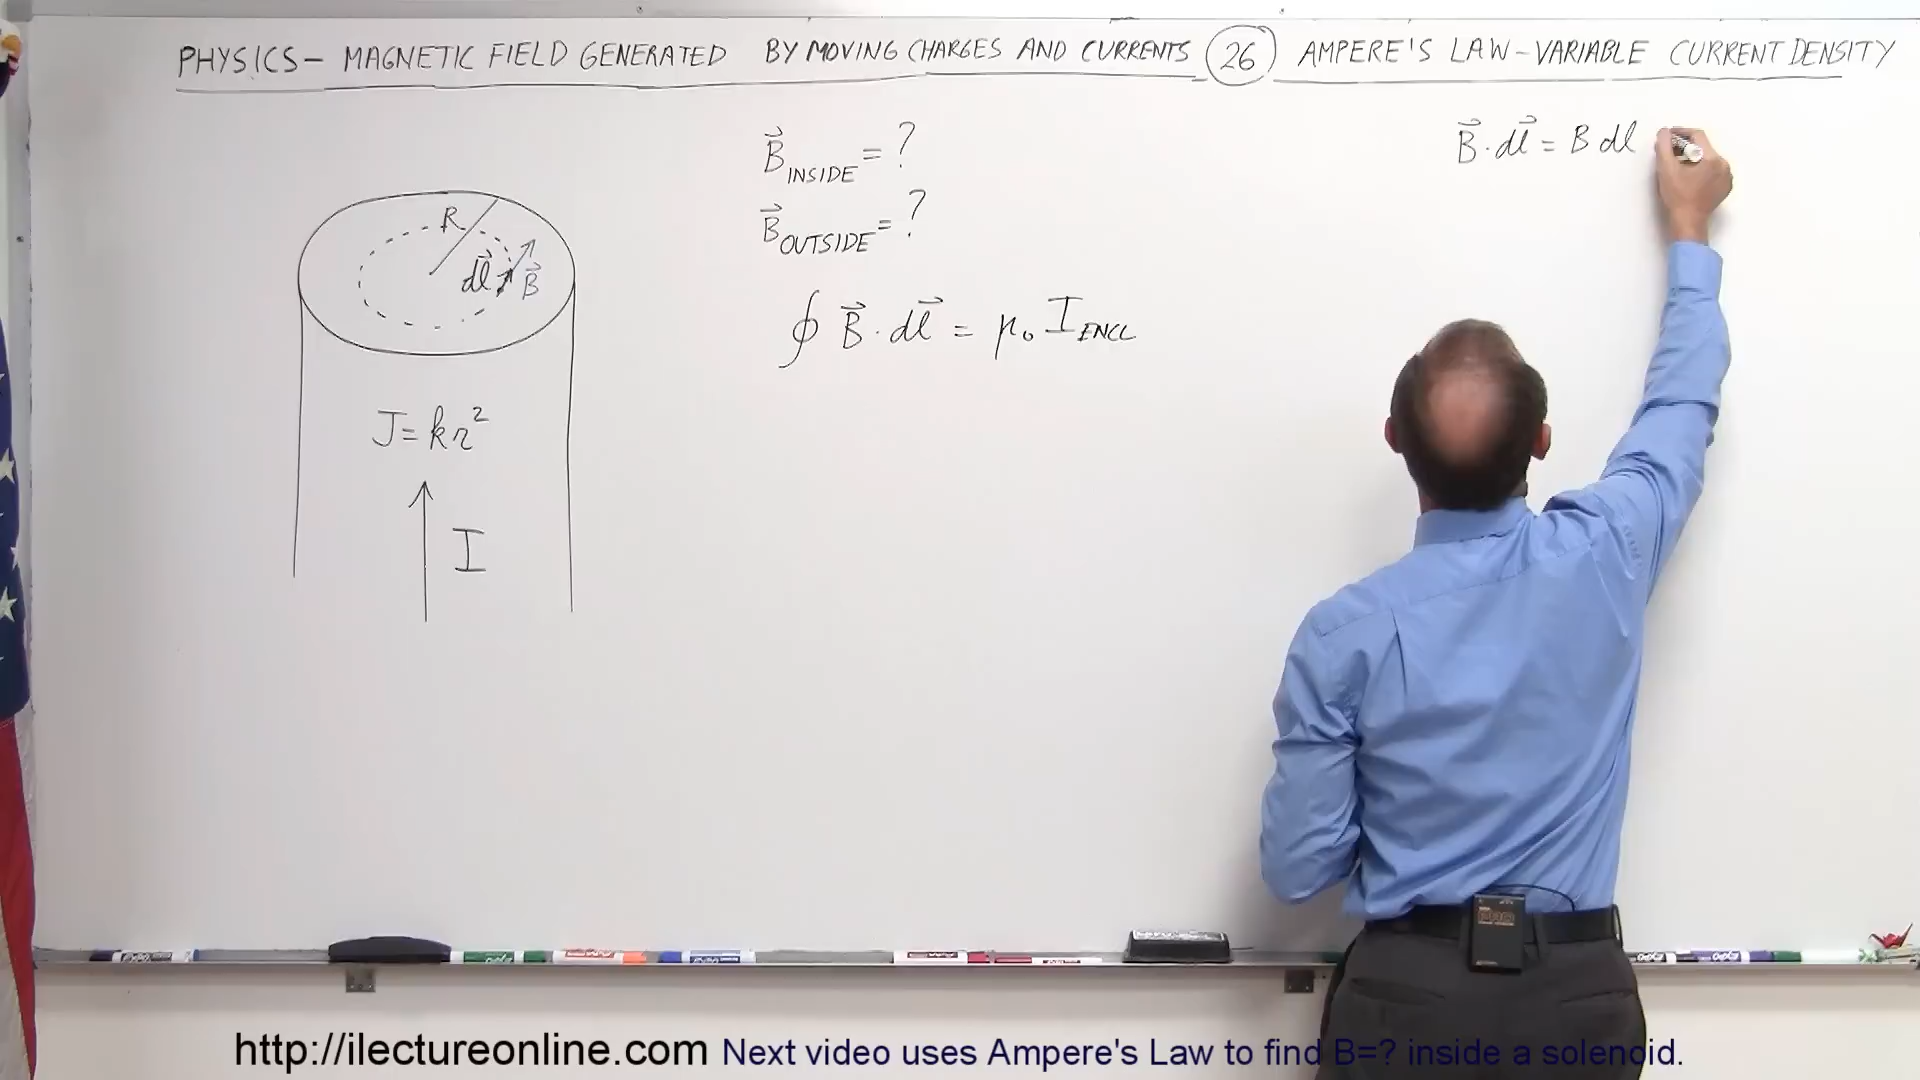 PHYSICS – MAGNETIC FIELD GENERATED BY MOVING CHARGES AND CURRENTS 26 AMPERE'S LAW – VARIABLE CURRENT DENSITY
B⃗ · dl⃗ = B dl
B⃗ INSIDE = ?
B⃗ OUTSIDE = ?
R
dl⃗ B⃗
∮ B⃗ · dl⃗ = μ₀ I ENCL
J = kr²
I
http://ilectureonline.com Next video uses Ampere's Law to find B=? inside a solenoid.